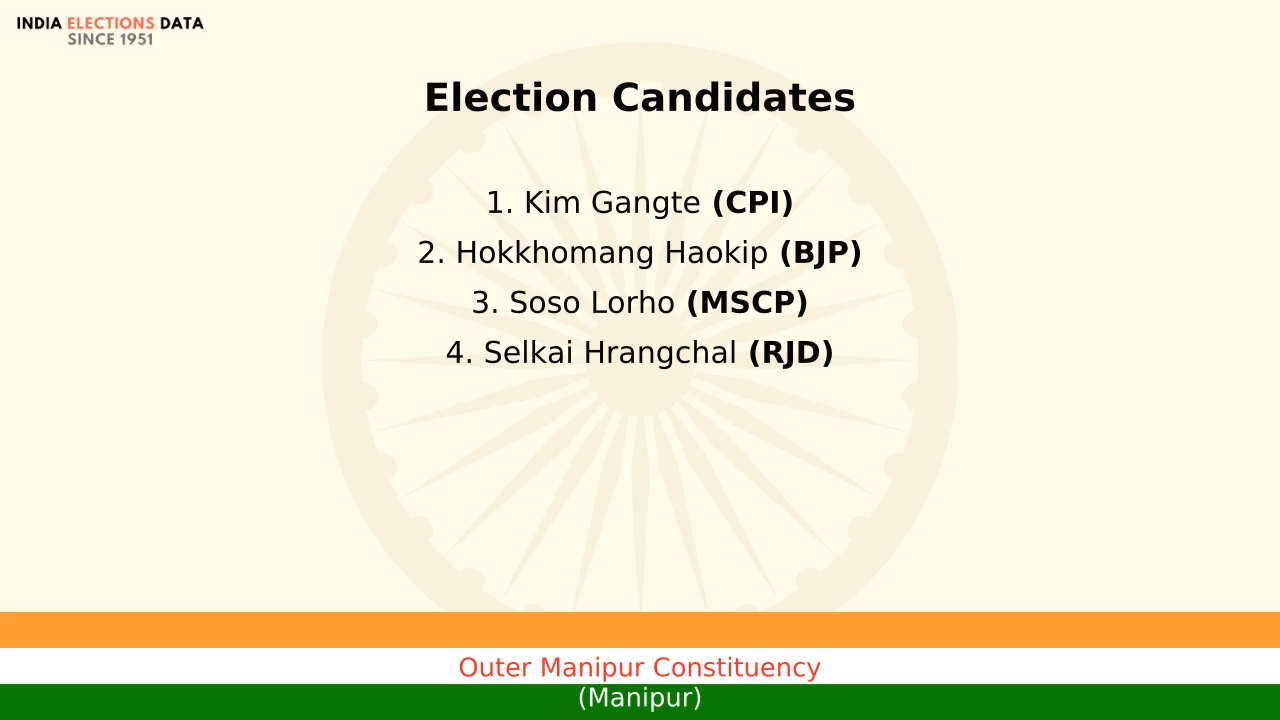 INDIA ELECTIONS DATA
SINCE 1951
Election Candidates
1. Kim Gangte (CPI)
2. Hokkhomang Haokip (BJP)
3. Soso Lorho (MSCP)
4. Selkai Hrangchal (RJD)
Outer Manipur Constituency
(Manipur)